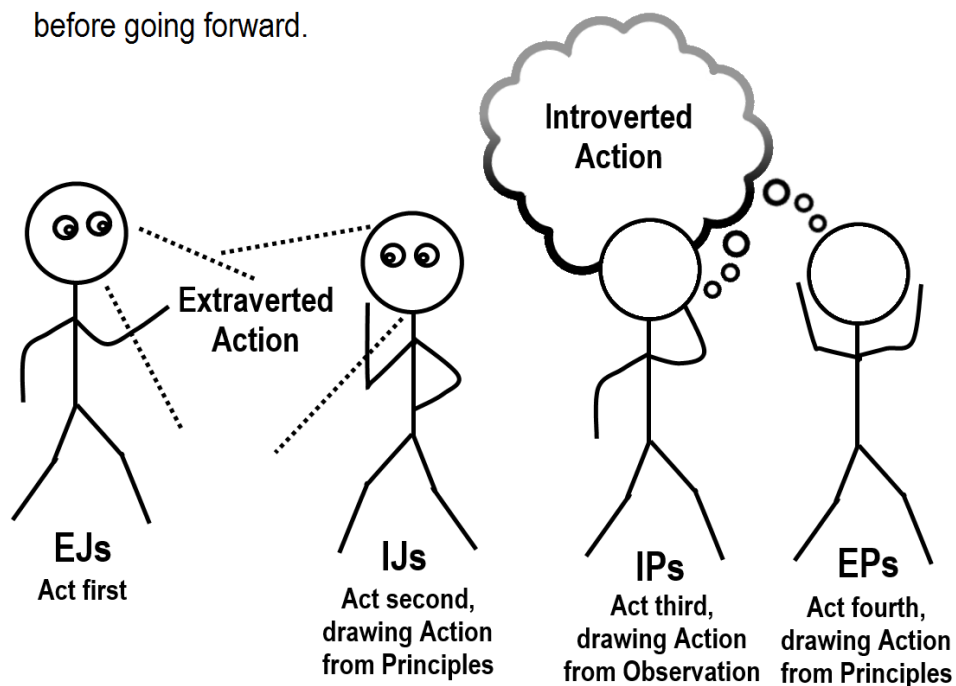 before going forward.
Introverted
Action
Extraverted
Action
EJs
Act first
IJs
Act second,
drawing Action
from Principles
IPs
Act third,
drawing Action
from Observation
EPs
Act fourth,
drawing Action
from Principles